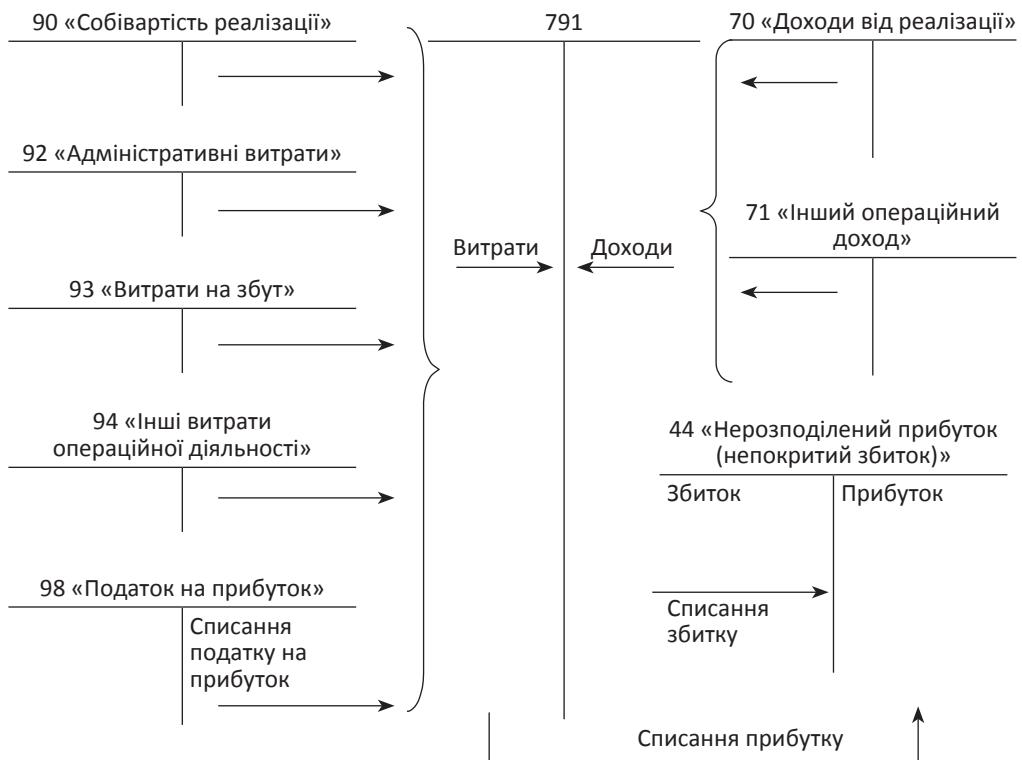 90 «Собівартість реалізації»
791
70 «Доходи від реалізації»
92 «Адміністративні витрати»
71 «Інший операційний
доход»
Витрати
Доходи
93 «Витрати на збут»
94 «Інші витрати
операційної діяльності»
44 «Нерозподілений прибуток
(непокритий збиток)»
Збиток
Прибуток
98 «Податок на прибуток»
Списання
податку на
прибуток
Списання
збитку
Списання прибутку